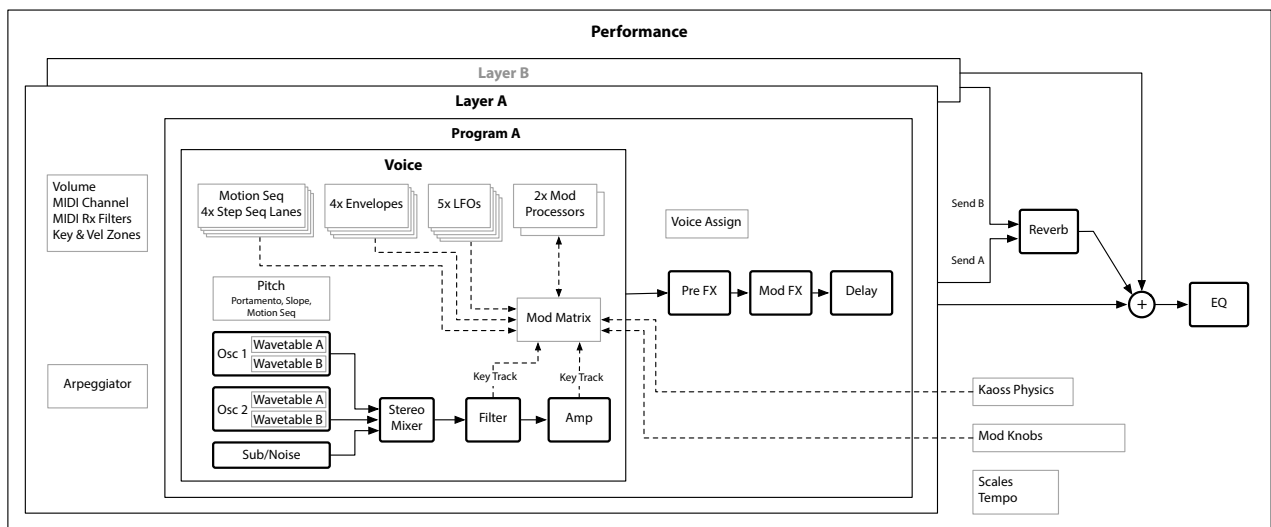 Performance
Layer B
Layer A
Program A
Voice
Volume
MIDI Channel
MIDI Rx Filters
Key & Vel Zones
Motion Seq
4x Step Seq Lanes
4x Envelopes
5x LFOs
2x Mod
Processors
Voice Assign
Send B
Reverb
Send A
Pitch
Portamento, Slope,
Motion Seq
Mod Matrix
Pre FX
Mod FX
Delay
+
EQ
Osc 1
Wavetable A
Wavetable B
Arpeggiator
Key Track
Key Track
Kaoss Physics
Osc 2
Wavetable A
Wavetable B
Stereo
Mixer
Filter
Amp
Mod Knobs
Sub/Noise
Scales
Tempo